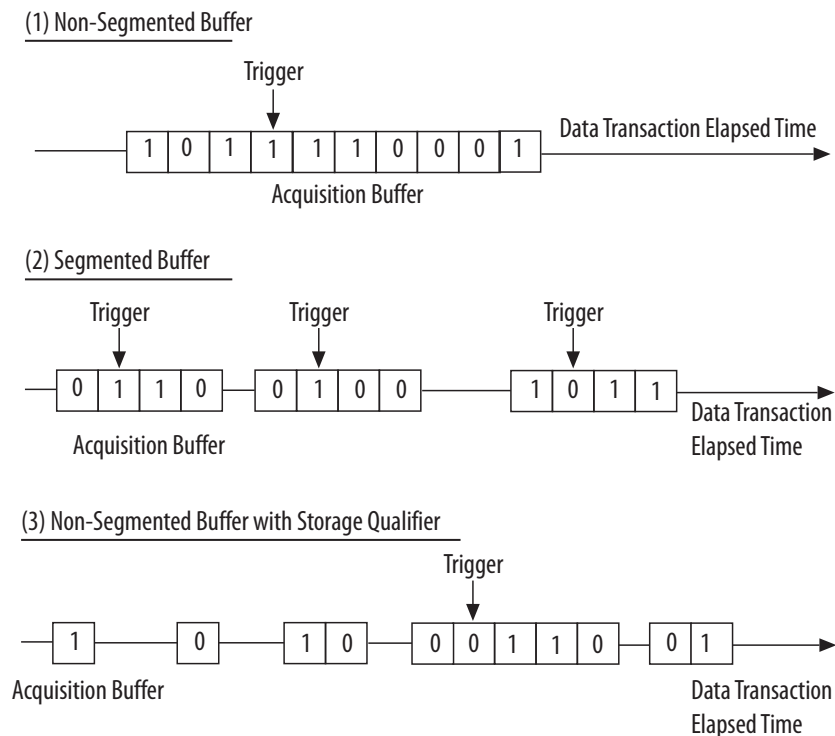 (1) Non-Segmented Buffer
Trigger
1 0 1 1 1 1 0 0 0 1
Data Transaction Elapsed Time
Acquisition Buffer
(2) Segmented Buffer
Trigger Trigger Trigger
0 1 1 0 0 1 0 0 1 0 1 1
Acquisition Buffer
Data Transaction
Elapsed Time
(3) Non-Segmented Buffer with Storage Qualifier
Trigger
1 0 1 0 0 0 1 1 0 0 1
Acquisition Buffer
Data Transaction
Elapsed Time